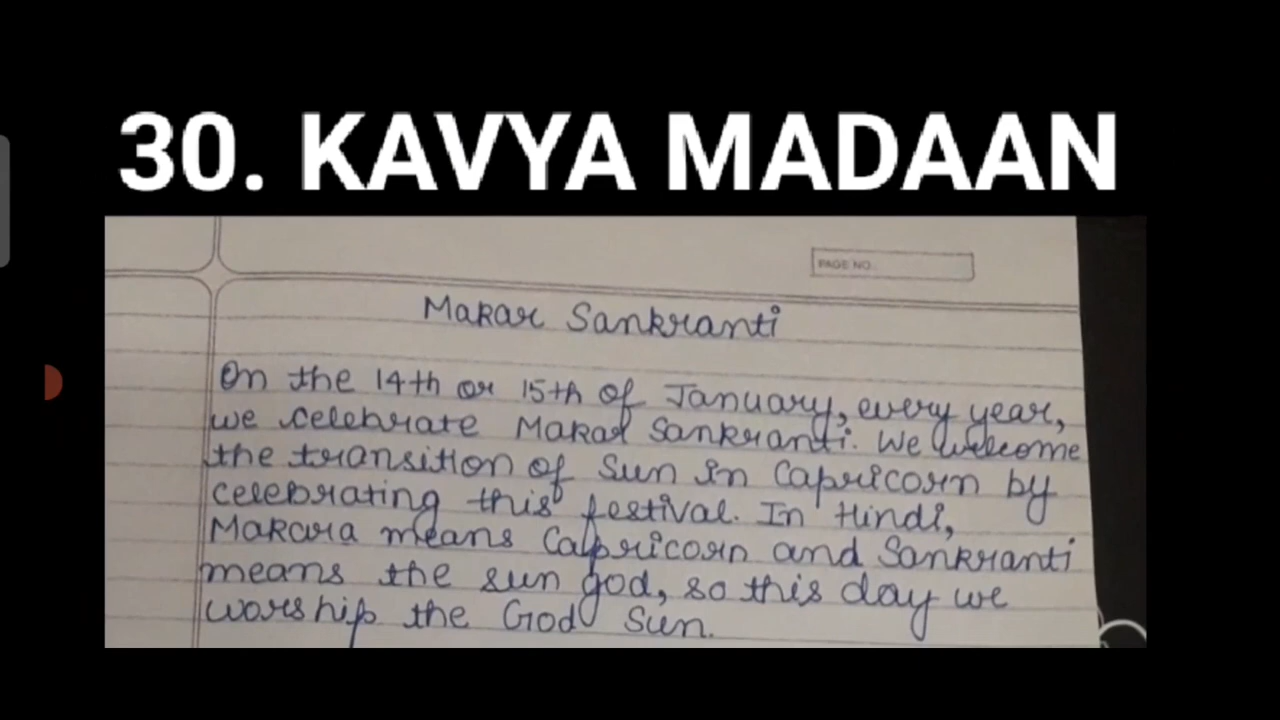 30. KAVYA MADAAN
PAGE NO.
Makar Sankranti
On the 14th or 15th of January, every year,
we celebrate Makar Sankranti. We welcome
the transition of Sun in Capricorn by
celebrating this festival. In Hindi,
Makara means Capricorn and Sankranti
means the sun god, so this day we
worship the God Sun.